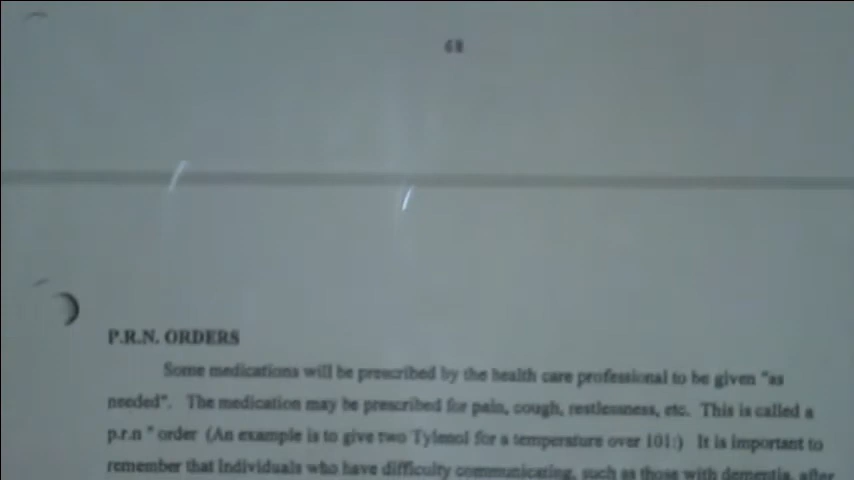 68
P.R.N. ORDERS
Some medications will be prescribed by the health care professional to be given "as
needed". The medication may be prescribed for pain, cough, restlessness, etc. This is called a
p.r.n " order (An example is to give two Tylenol for a temperature over 101:) It is important to
remember that Individuals who have difficulty communicating, such as those with dementia, after